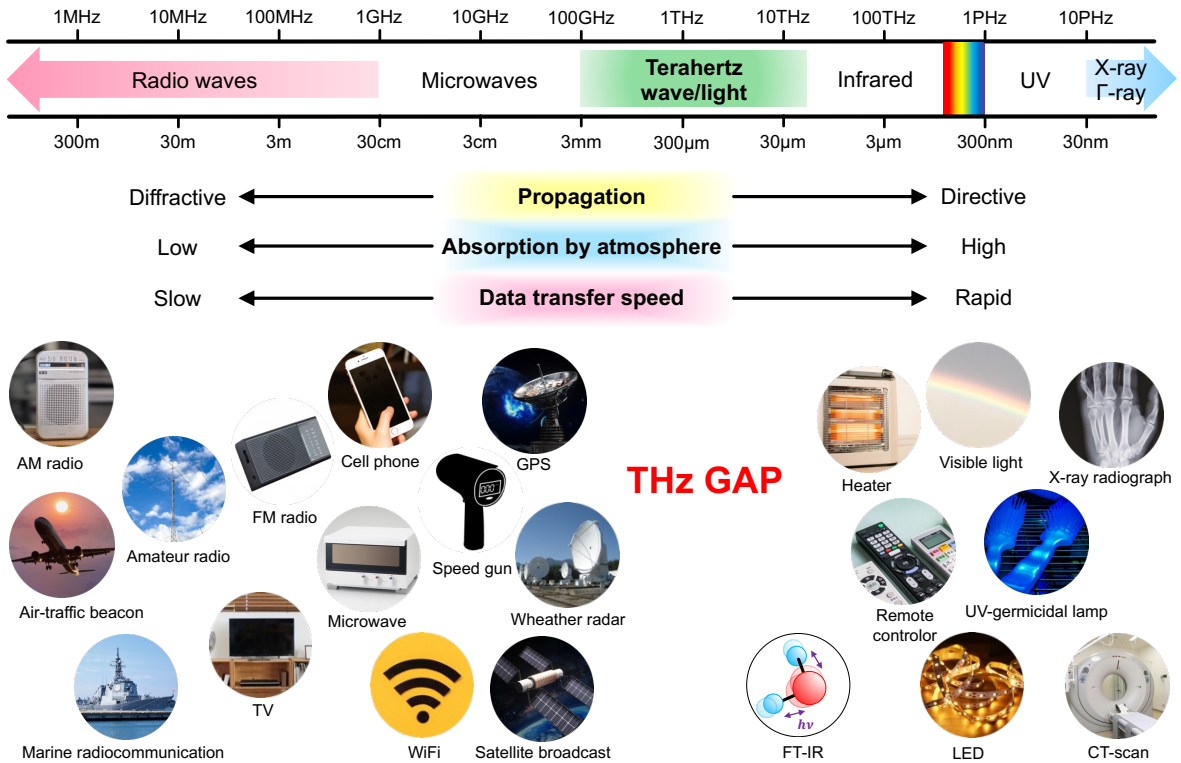 1MHz 10MHz 100MHz 1GHz 10GHz 100GHz 1THz 10THz 100THz 1PHz 10PHz
Radio waves
Microwaves
Terahertz
wave/light
Infrared
UV
X-ray
Γ-ray
300m 30m 3m 30cm 3cm 3mm 300μm 30μm 3μm 300nm 30nm
Diffractive Propagation Directive
Low Absorption by atmosphere High
Slow Data transfer speed Rapid
AM radio
Amateur radio
FM radio
Cell phone
GPS
THz GAP
Heater
Visible light
X-ray radiograph
Air-traffic beacon
Microwave
Speed gun
Wheather radar
Remote
controlor
UV-germicidal lamp
Marine radiocommunication
TV
WiFi
Satellite broadcast
hν
FT-IR
LED
CT-scan